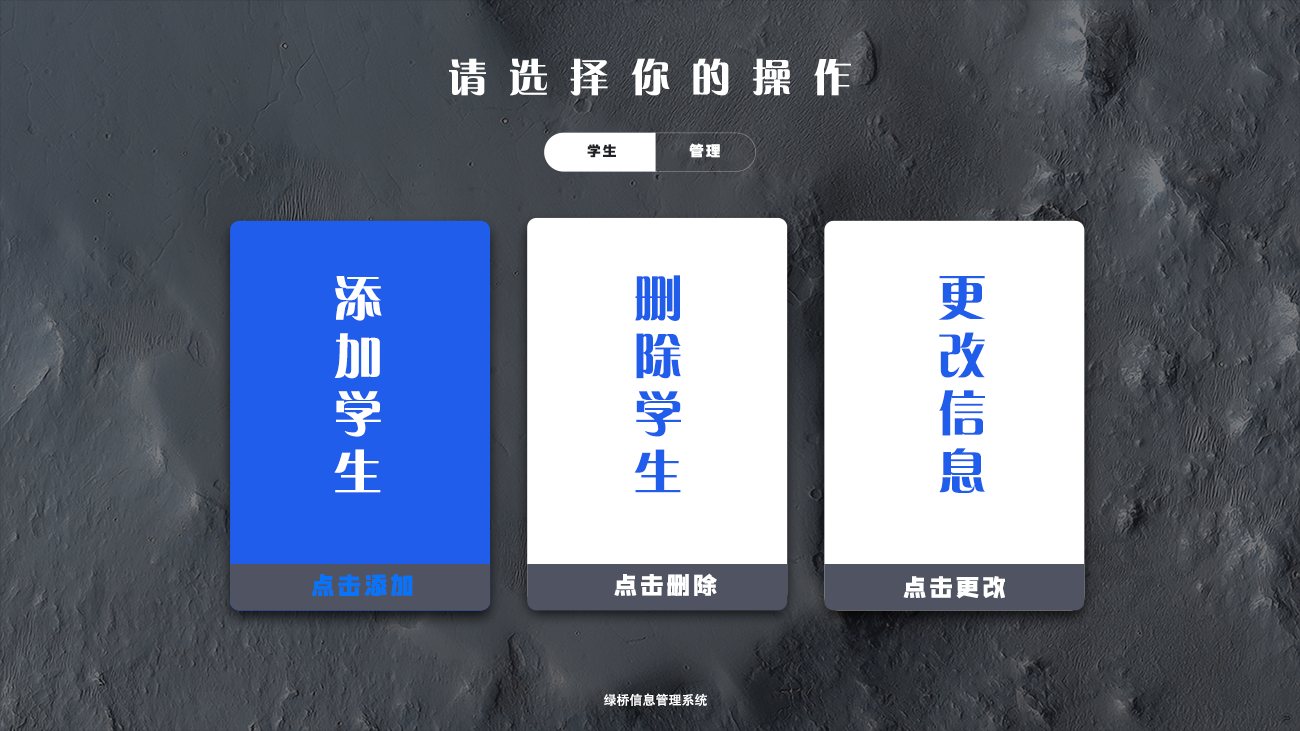 请选择你的操作
学生
管理
添加学生
删除学生
更改信息
点击添加
点击删除
点击更改
绿桥信息管理系统